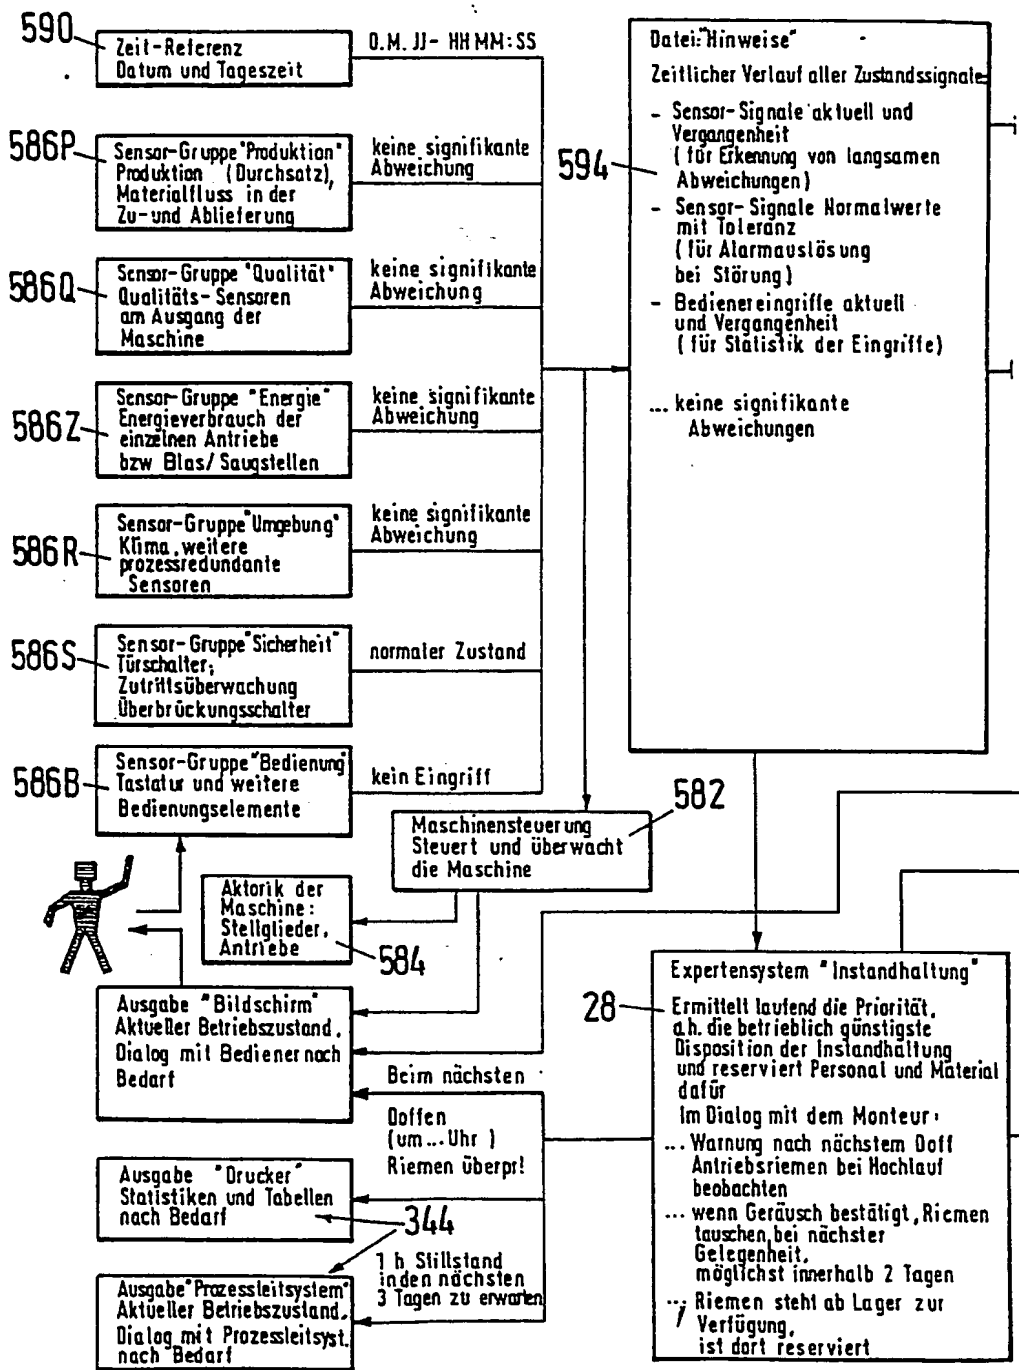 590
Zeit-Referenz
Datum und Tageszeit
D.M. JJ- HH MM:SS
586P
Sensor-Gruppe "Produktion"
Produktion (Durchsatz),
Materialfluss in der
Zu-und Ablieferung
keine signifikante
Abweichung
586Q
Sensor-Gruppe "Qualität"
Qualitäts-Sensoren
am Ausgang der
Maschine
keine signifikante
Abweichung
586Z
Sensor-Gruppe "Energie"
Energieverbrauch der
einzelnen Antriebe
bzw Blas/Saugstellen
keine signifikante
Abweichung
586R
Sensor-Gruppe "Umgebung"
Klima, weitere
prozessredundante
Sensoren
keine signifikante
Abweichung
586S
Sensor-Gruppe "Sicherheit"
Türschalter;
Zutrittsüberwachung
Überbrückungsschalter
normaler Zustand
586B
Sensor-Gruppe "Bedienung"
Tastatur und weitere
Bedienungselemente
kein Eingriff
594
Datei:"Hinweise"
Zeitlicher Verlauf aller Zustandssignale
- Sensor-Signale aktuell und
Vergangenheit
(für Erkennung von langsamen
Abweichungen)
- Sensor-Signale Normalwerte
mit Toleranz
(für Alarmauslösung
bei Störung)
- Bedienereingriffe aktuell
und Vergangenheit
(für Statistik der Eingriffe)
... keine signifikante
Abweichungen
582
Maschinensteuerung
Steuert und überwacht
die Maschine
Aktorik der
Maschine:
Stellglieder,
Antriebe
584
Ausgabe "Bildschirm"
Aktueller Betriebszustand.
Dialog mit Bediener nach
Bedarf
Beim nächsten
Doffen
(um ... Uhr)
Riemen überpr!
Ausgabe "Drucker"
Statistiken und Tabellen
nach Bedarf
344
1 h Stillstand
in den nächsten
3 Tagen zu erwarten
Ausgabe "Prozessleitsystem"
Aktueller Betriebszustand.
Dialog mit Prozessleitsyst.
nach Bedarf
28
Expertensystem "Instandhaltung"
Ermittelt laufend die Priorität,
d.h. die betrieblich günstigste
Disposition der Instandhaltung
und reserviert Personal und Material
dafür
Im Dialog mit dem Monteur:
... Warnung nach nächstem Doff
Antriebsriemen bei Hochlauf
beobachten
... wenn Geräusch bestätigt, Riemen
tauschen, bei nächster
Gelegenheit,
möglichst innerhalb 2 Tagen
... Riemen steht ab Lager zur
Verfügung,
ist dort reserviert